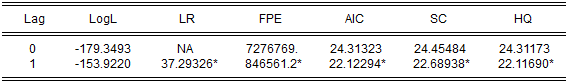 Lag LogL LR FPE AIC SC HQ
0 -179.3493 NA 7276769. 24.31323 24.45484 24.31173
1 -153.9220 37.29326* 846561.2* 22.12294* 22.68938* 22.11690*